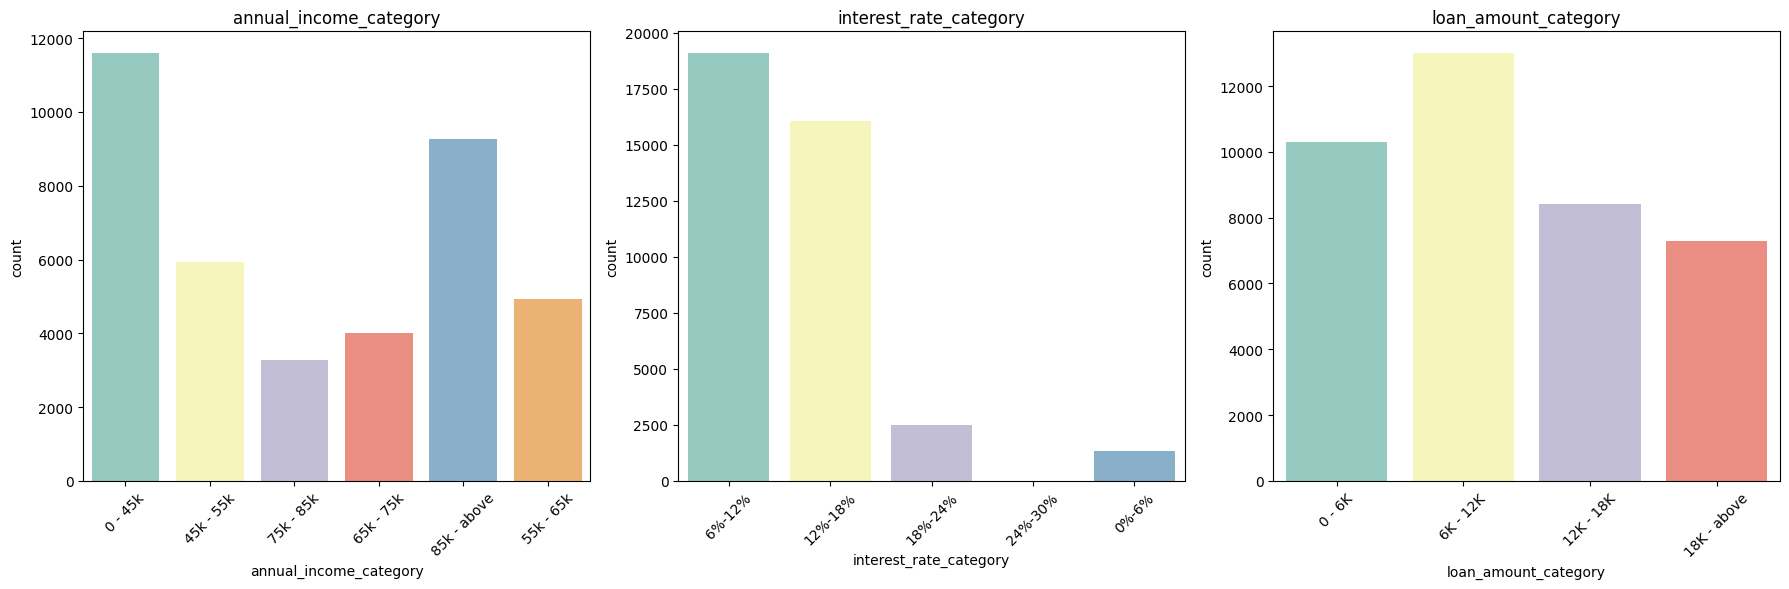 annual_income_category
12000
10000
8000
6000
4000
2000
0
count
0 - 45k
45k - 55k
75k - 85k
65k - 75k
85k - above
55k - 65k
annual_income_category
interest_rate_category
20000
17500
15000
12500
10000
7500
5000
2500
0
count
6%-12%
12%-18%
18%-24%
24%-30%
0%-6%
interest_rate_category
loan_amount_category
12000
10000
8000
6000
4000
2000
0
count
0 - 6K
6K - 12K
12K - 18K
18K - above
loan_amount_category